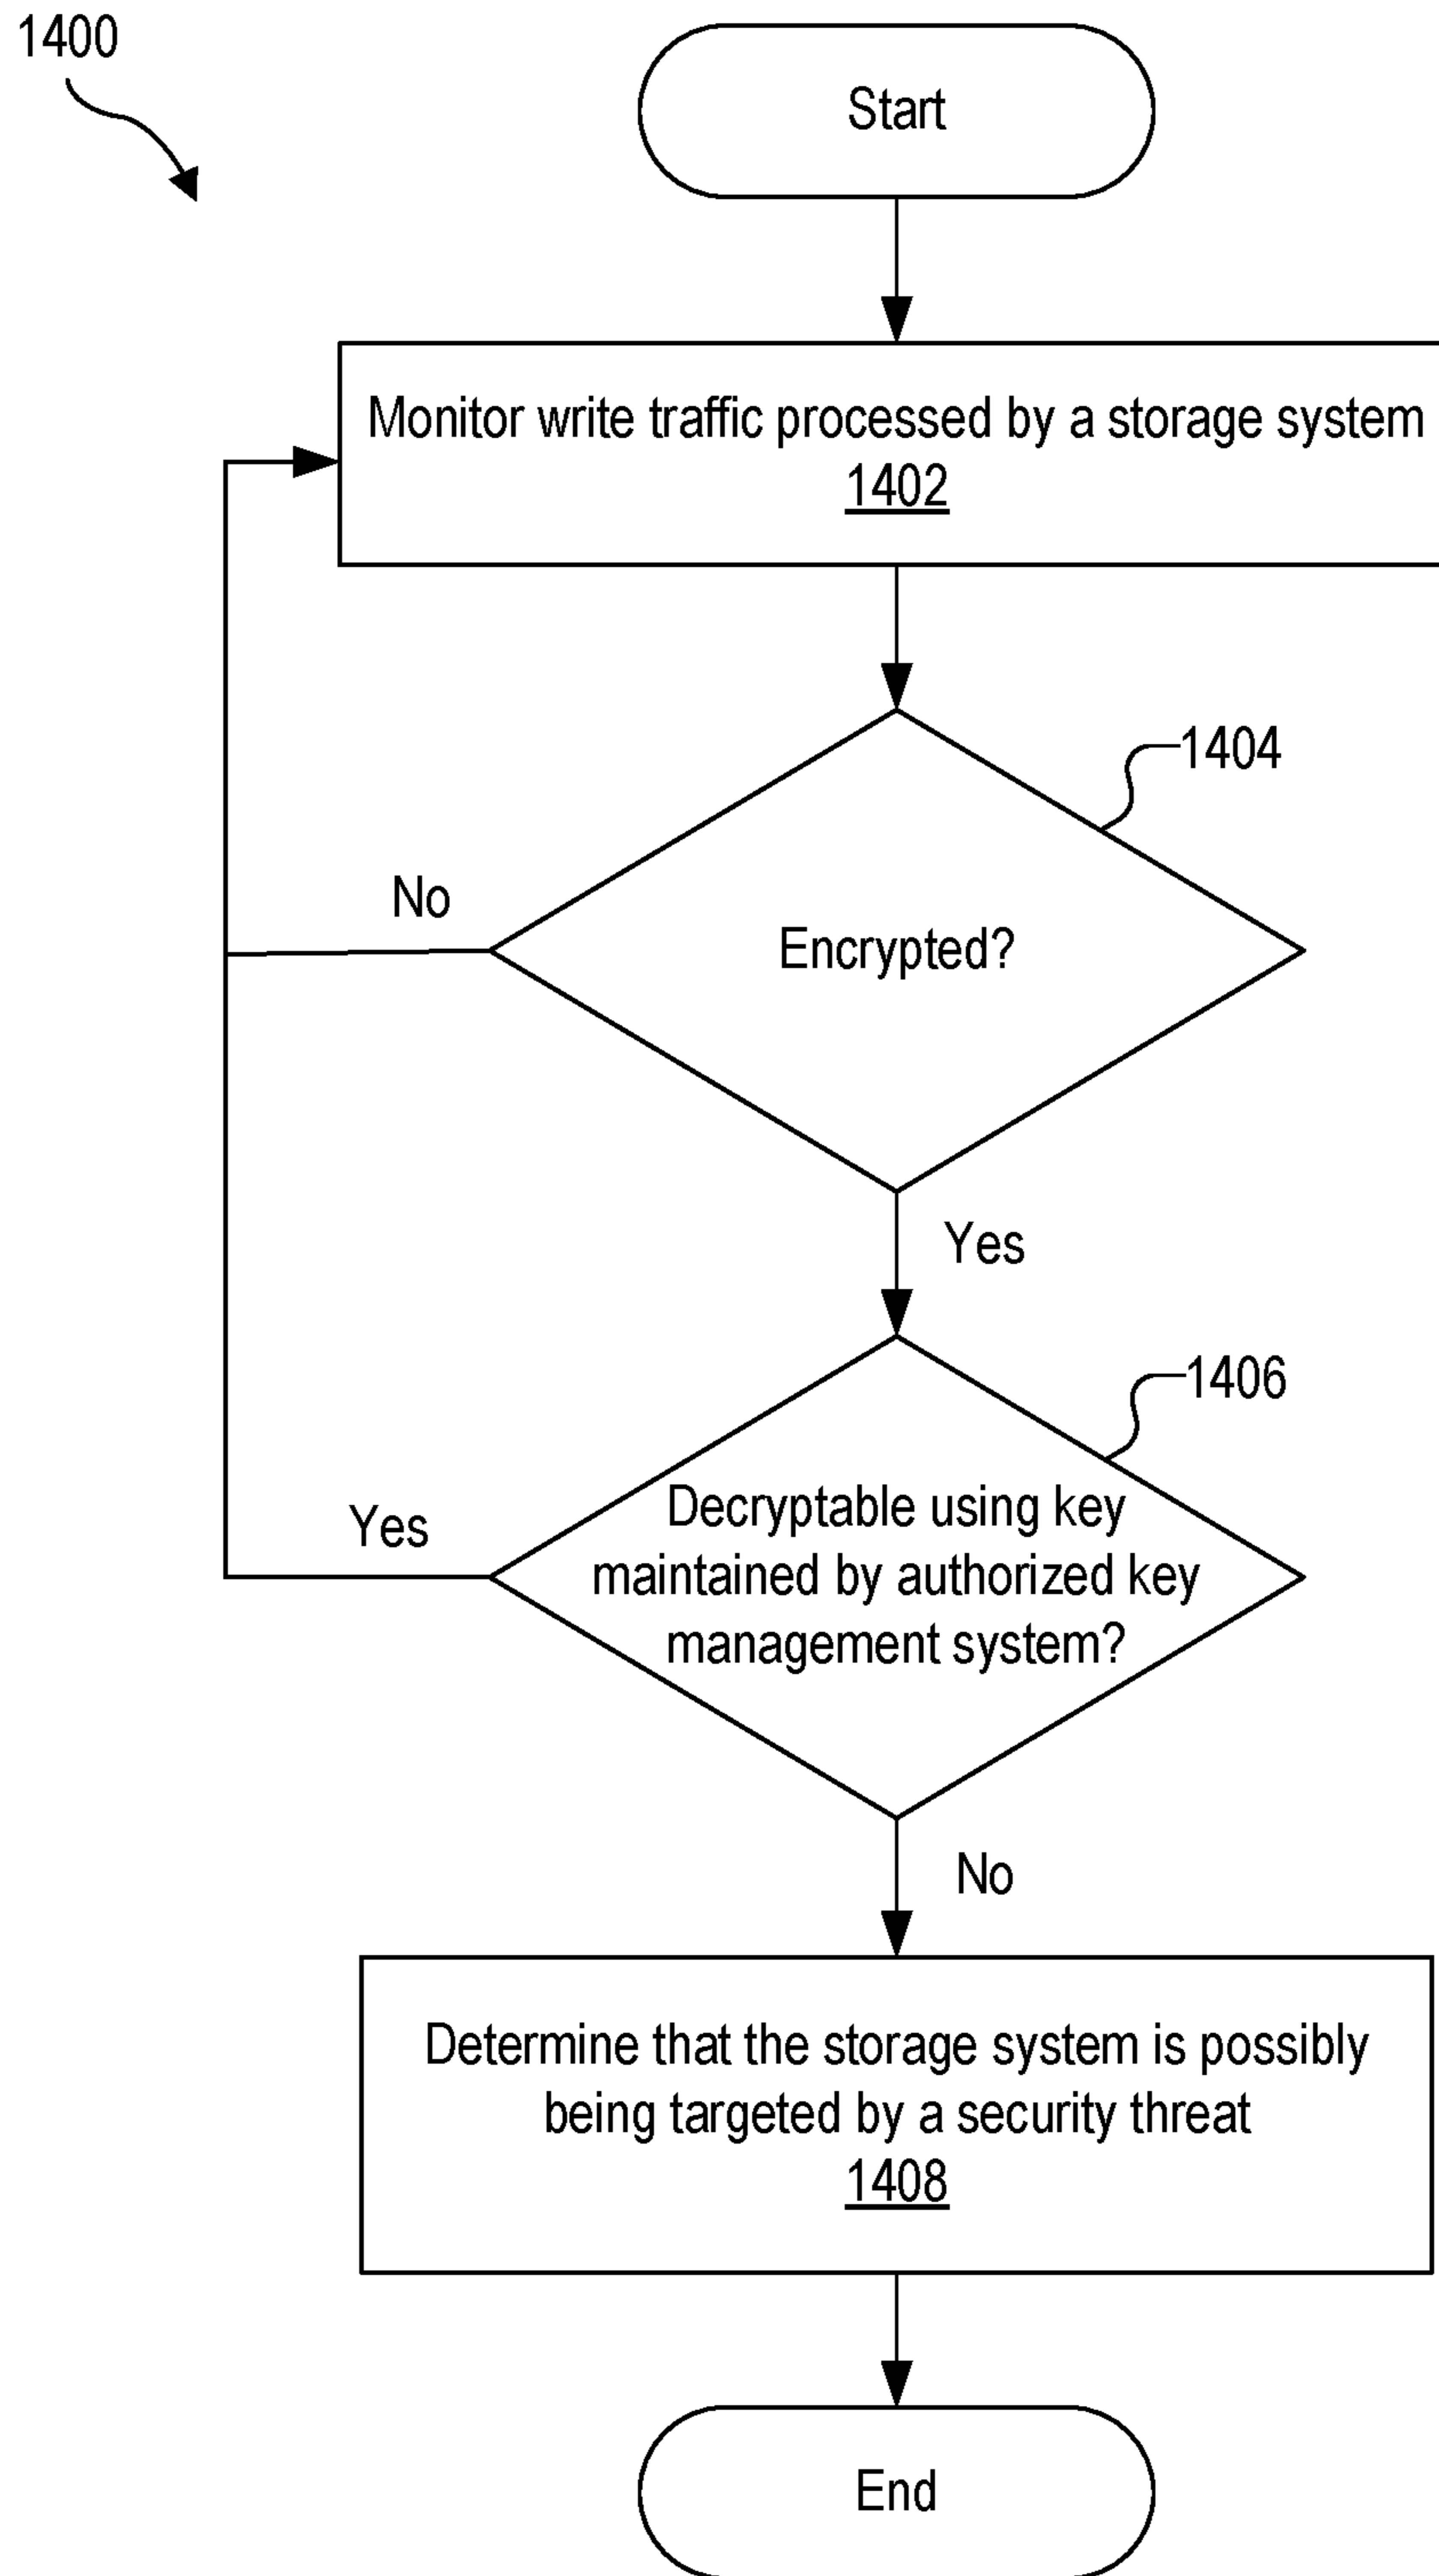 1400
Start
Monitor write traffic processed by a storage system
1402
1404
No
Encrypted?
Yes
1406
Yes
Decryptable using key
maintained by authorized key
management system?
No
Determine that the storage system is possibly
being targeted by a security threat
1408
End